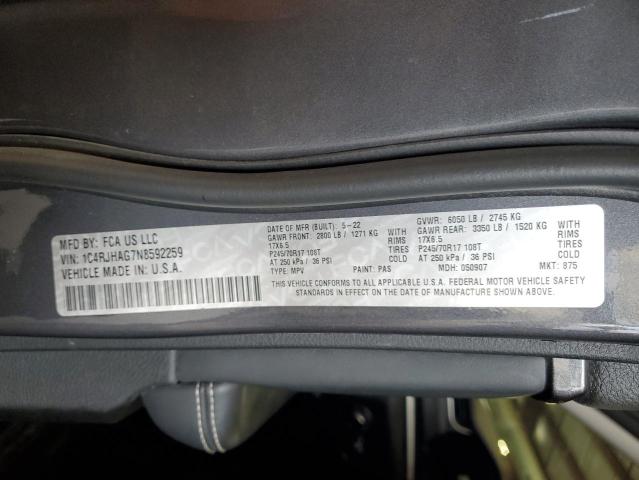 MFD BY: FCA US LLC
VIN: 1C4RJHAG7N8592259
VEHICLE MADE IN: U.S.A.
DATE OF MFR (BUILT): 5-22
GAWR FRONT: 2800 LB / 1271 KG WITH
17X6.5 RIMS
P245/70R17 108T TIRES
AT 250 kPa / 36 PSI COLD
TYPE: MPV PAINT: PAS
GVWR: 6050 LB / 2745 KG
GAWR REAR: 3350 LB / 1520 KG WITH
17X6.5 RIMS
P245/70R17 108T TIRES
AT 250 kPa / 36 PSI COLD
MDH: 050907 MKT: 875
THIS VEHICLE CONFORMS TO ALL APPLICABLE U.S.A. FEDERAL MOTOR VEHICLE SAFETY
STANDARDS IN EFFECT ON THE DATE OF MANUFACTURE SHOWN ABOVE.